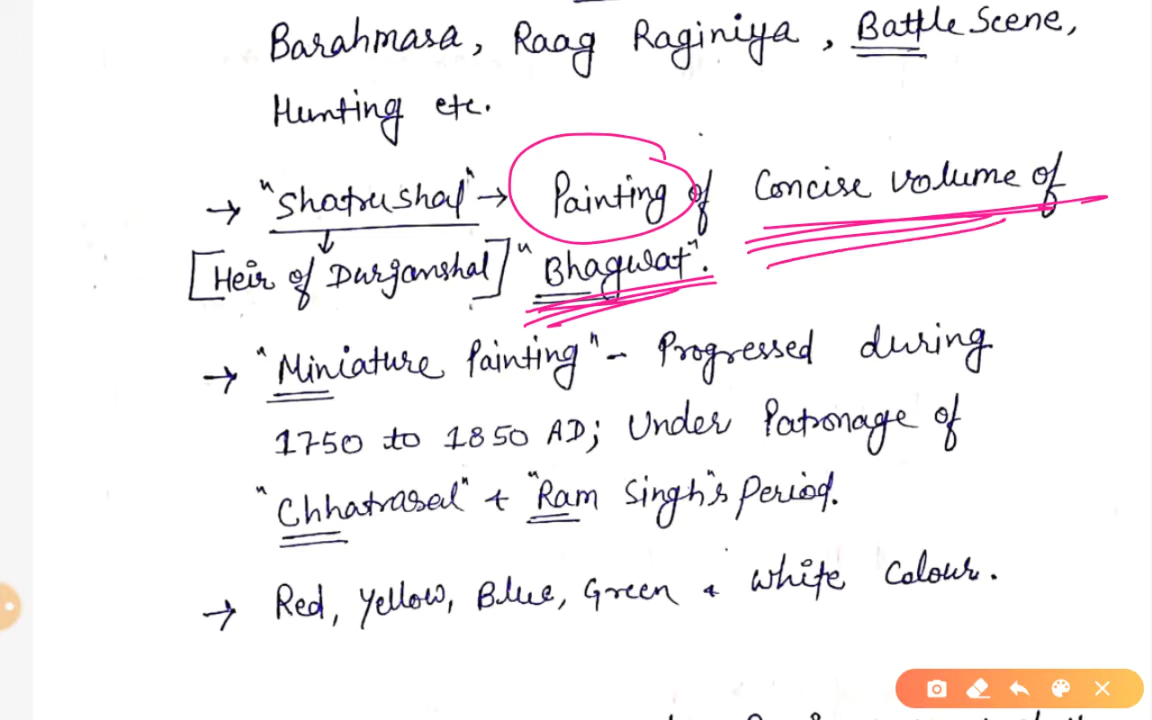 Barahmasa, Raag Raginiya, Battle Scene,
Hunting etc.
→ "Shatrushal" → Painting of Concise volume of
[Heir of Durjanshal] "Bhagwat".
→ "Miniature Painting" - Progressed during
1750 to 1850 AD; Under Patronage of
"Chhatrasal" + "Ram Singh's Period.
→ Red, Yellow, Blue, Green + white Colour.